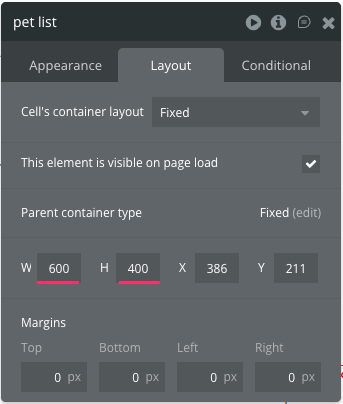 pet list
Appearance Layout Conditional
Cell's container layout Fixed
This element is visible on page load
Parent container type Fixed (edit)
W 600 H 400 X 386 Y 211
Margins
Top Bottom Left Right
0 px 0 px 0 px 0 px